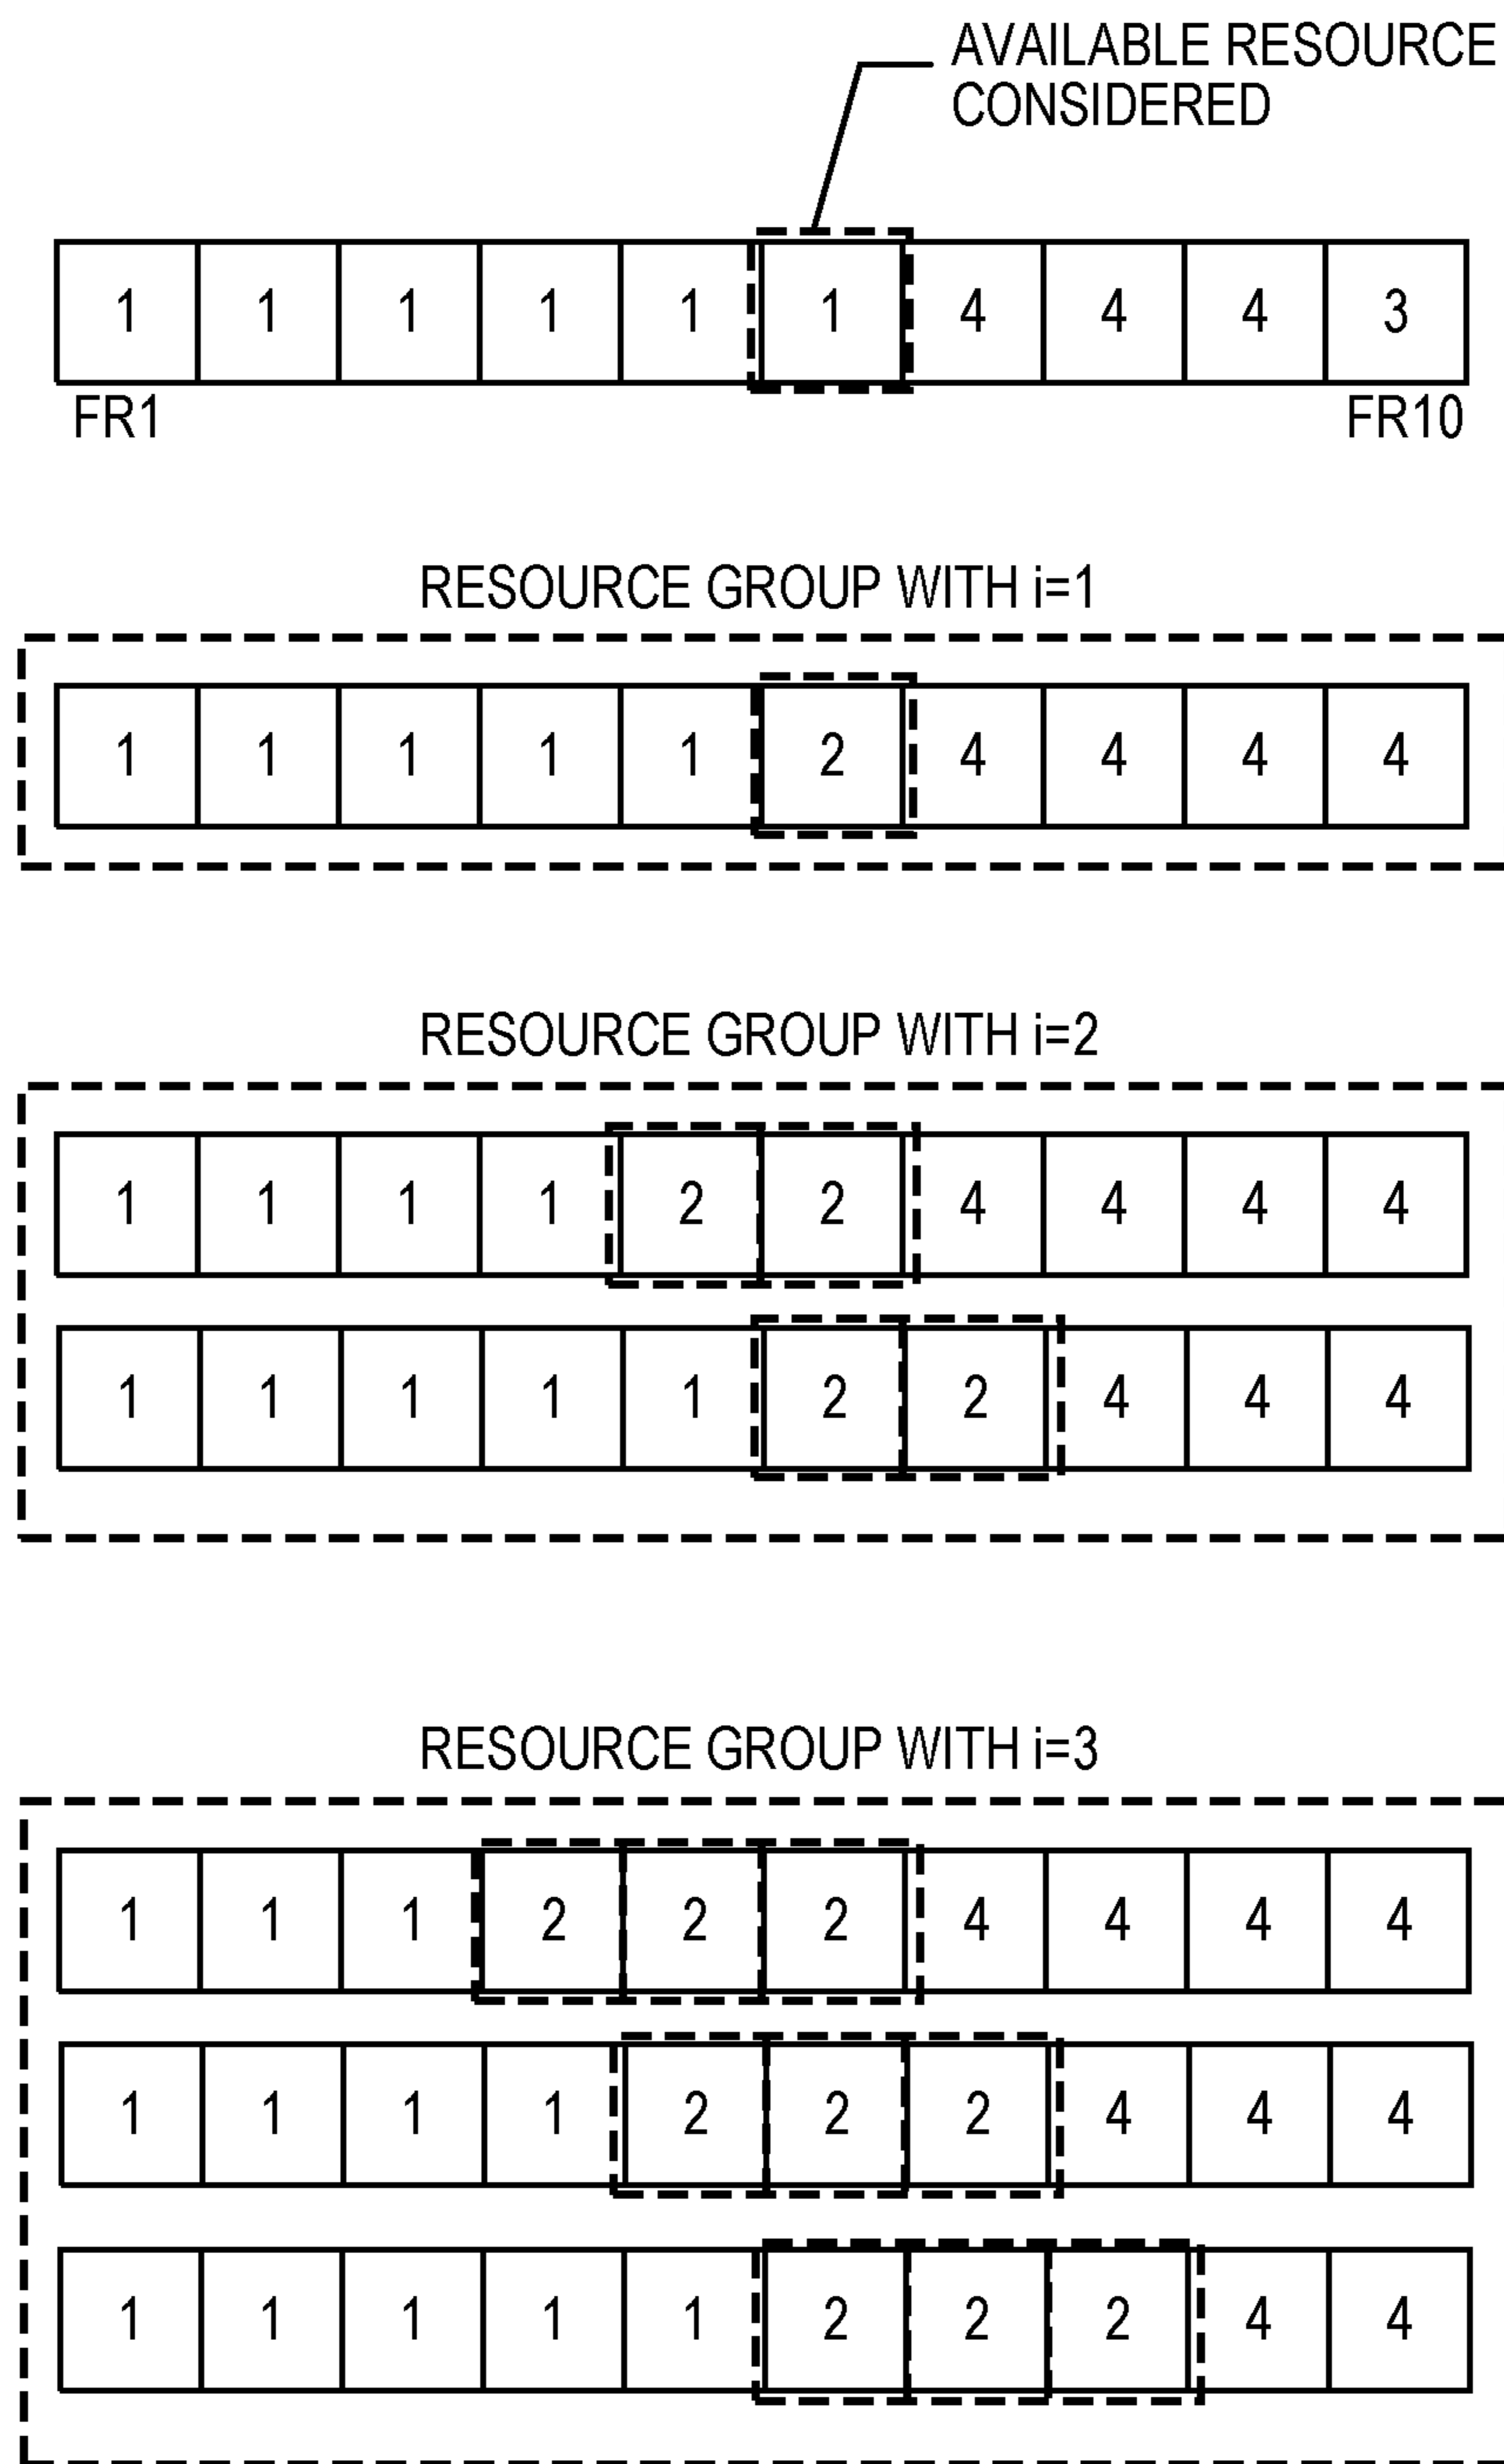 AVAILABLE RESOURCE
CONSIDERED
1 1 1 1 1 1 4 4 4 3
FR1 FR10
RESOURCE GROUP WITH i=1
1 1 1 1 1 2 4 4 4 4
RESOURCE GROUP WITH i=2
1 1 1 1 2 2 4 4 4 4
1 1 1 1 1 2 2 4 4 4
RESOURCE GROUP WITH i=3
1 1 1 2 2 2 4 4 4 4
1 1 1 1 2 2 2 4 4 4
1 1 1 1 1 2 2 2 4 4